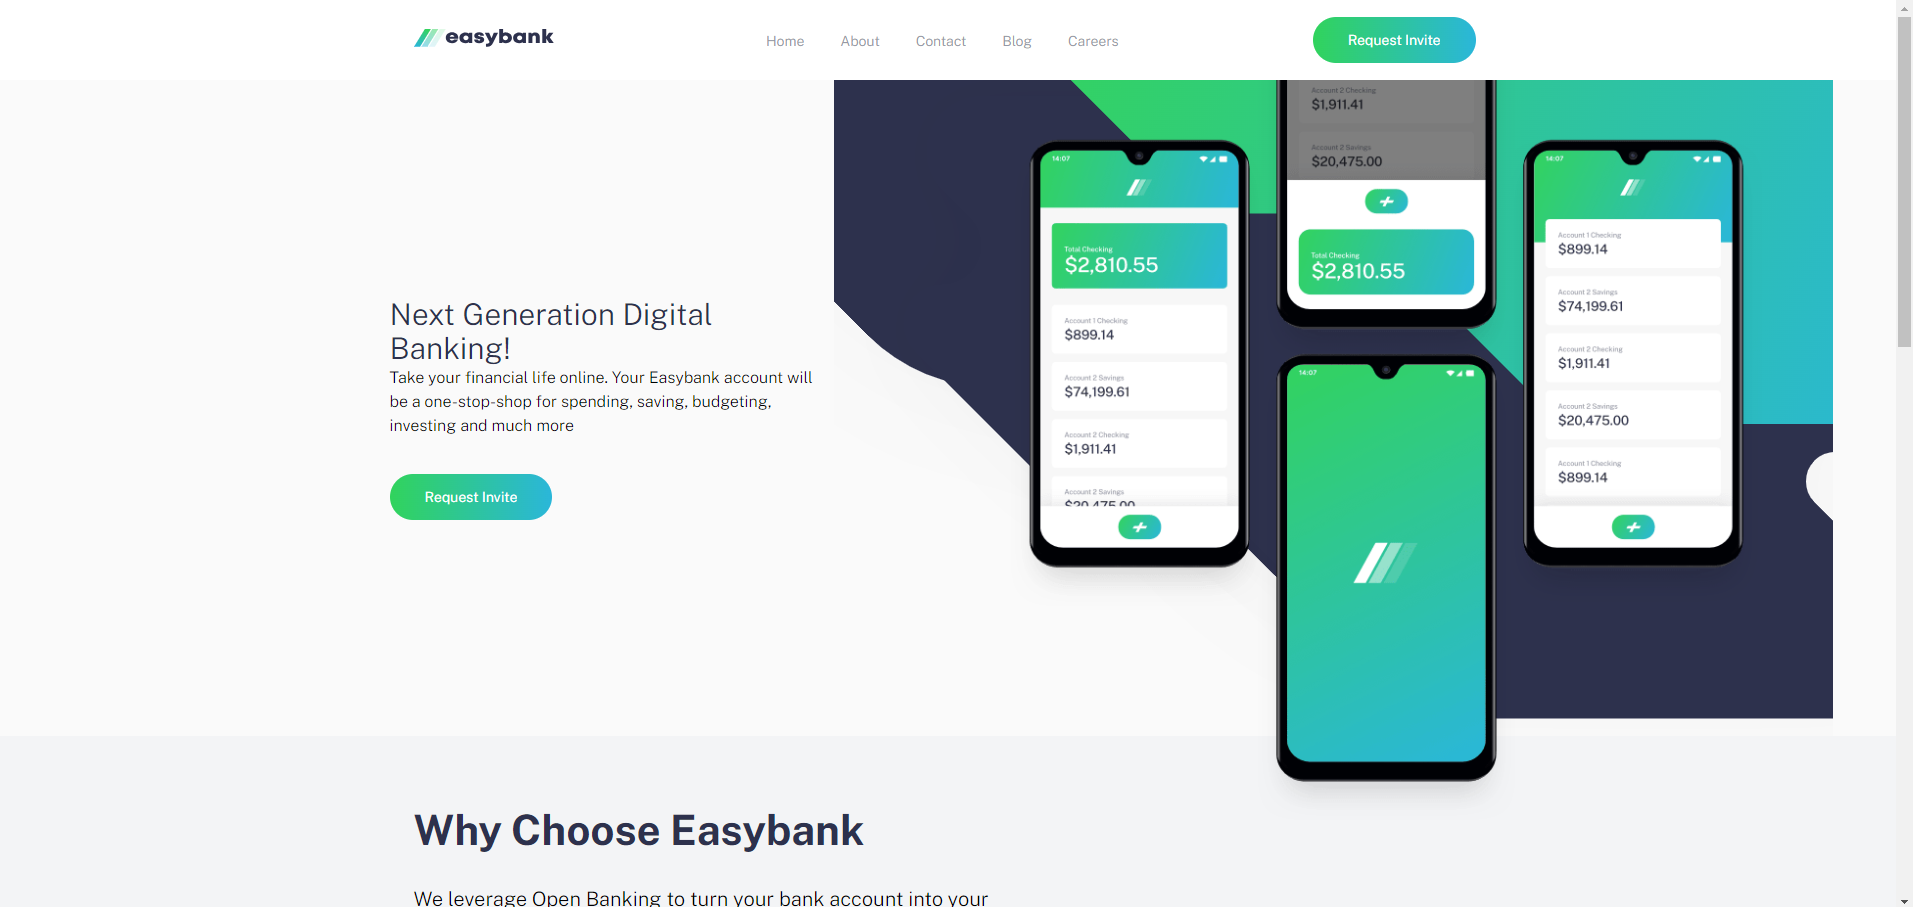 easybank
Home
About
Contact
Blog
Careers
Request Invite
Next Generation Digital
Banking!
Take your financial life online. Your Easybank account will
be a one-stop-shop for spending, saving, budgeting,
investing and much more
Request Invite
14:07
Total Checking
$2,810.55
Account 1 Checking
$899.14
Account 2 Savings
$74,199.61
Account 2 Checking
$1,911.41
Account 2 Savings
$20,475.00
Account 2 Checking
$1,911.41
Account 2 Savings
$20,475.00
Total Checking
$2,810.55
14:07
14:07
Account 1 Checking
$899.14
Account 2 Savings
$74,199.61
Account 2 Checking
$1,911.41
Account 2 Savings
$20,475.00
Account 1 Checking
$899.14
Why Choose Easybank
We leverage Open Banking to turn your bank account into your